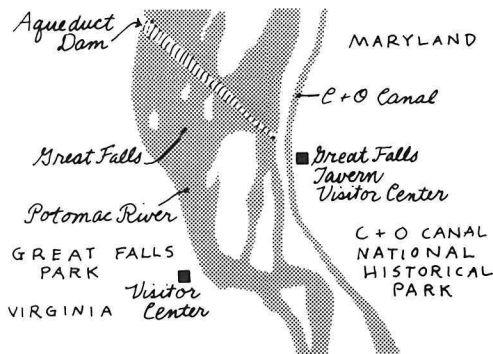 Aqueduct
Dam
MARYLAND
C+O Canal
Great Falls
Great Falls
Tavern
Visitor Center
Potomac River
C + O CANAL
NATIONAL
HISTORICAL
PARK
GREAT FALLS
PARK
Visitor
Center
VIRGINIA